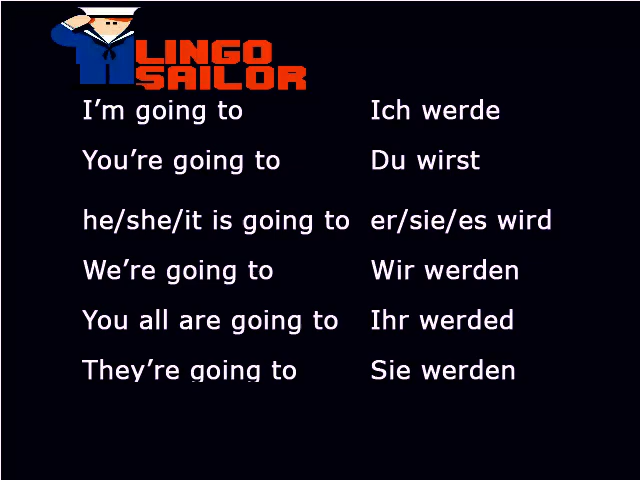 LINGO
SAILOR
I’m going to Ich werde
You’re going to Du wirst
he/she/it is going to er/sie/es wird
We’re going to Wir werden
You all are going to Ihr werded
They’re going to Sie werden